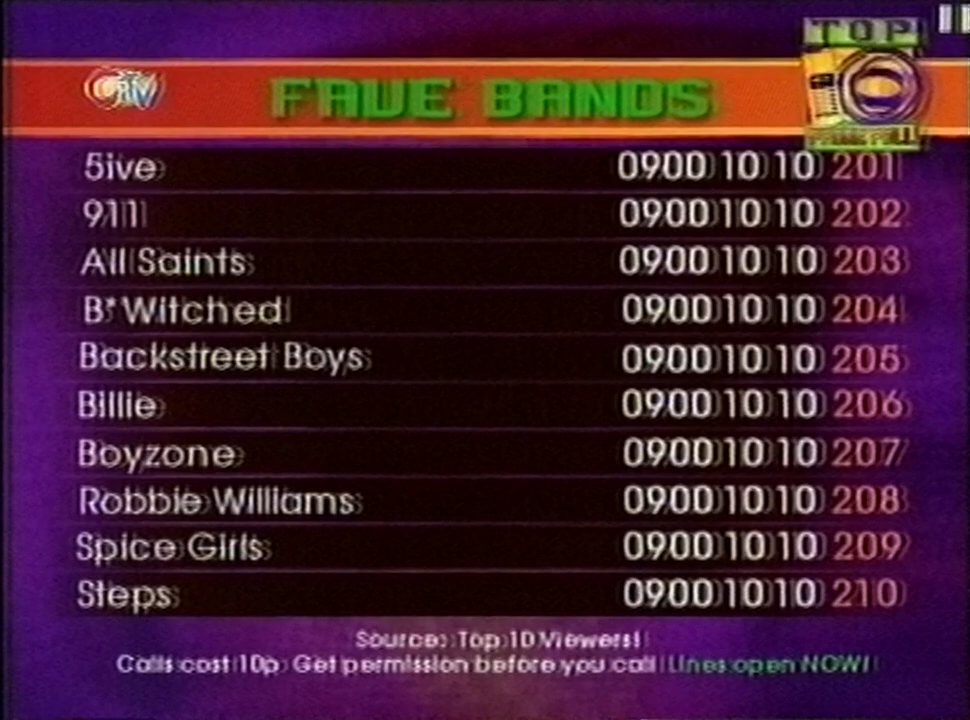 TOP
CiTV
FAVE BANDS
5ive 0900 10 10 201
911 0900 10 10 202
All Saints 0900 10 10 203
B*Witched 0900 10 10 204
Backstreet Boys 0900 10 10 205
Billie 0900 10 10 206
Boyzone 0900 10 10 207
Robbie Williams 0900 10 10 208
Spice Girls 0900 10 10 209
Steps 0900 10 10 210
Source: Top 10 Viewers!
Calls cost 10p Get permission before you call Lines open NOW!